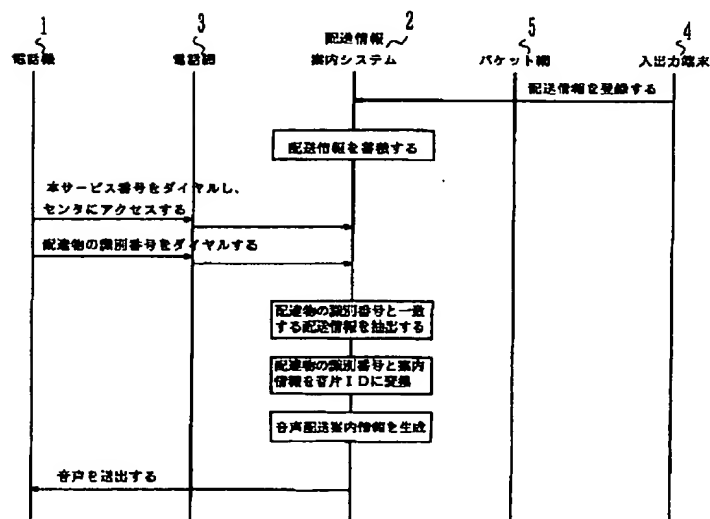 1
3
2
5
4
電話機
電話網
配送情報
案内システム
パケット網
入出力端末
配送情報を登録する
配送情報を蓄積する
本サービス番号をダイヤルし、
センタにアクセスする
配達物の識別番号をダイヤルする
配達物の識別番号と一致
する配送情報を抽出する
配達物の識別番号と案内
情報を音片IDに変換
音声配送案内情報を生成
音声を送出する